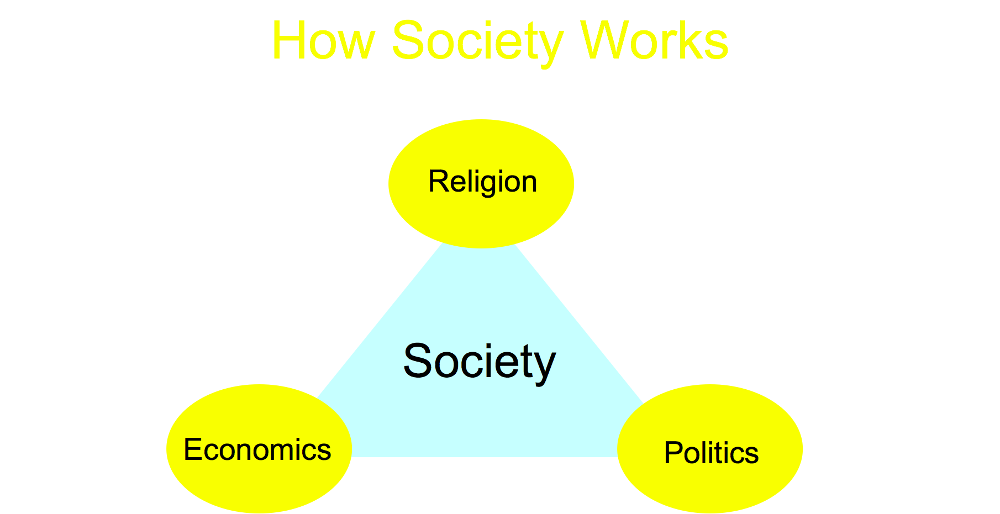 How Society Works
Religion
Society
Economics
Politics